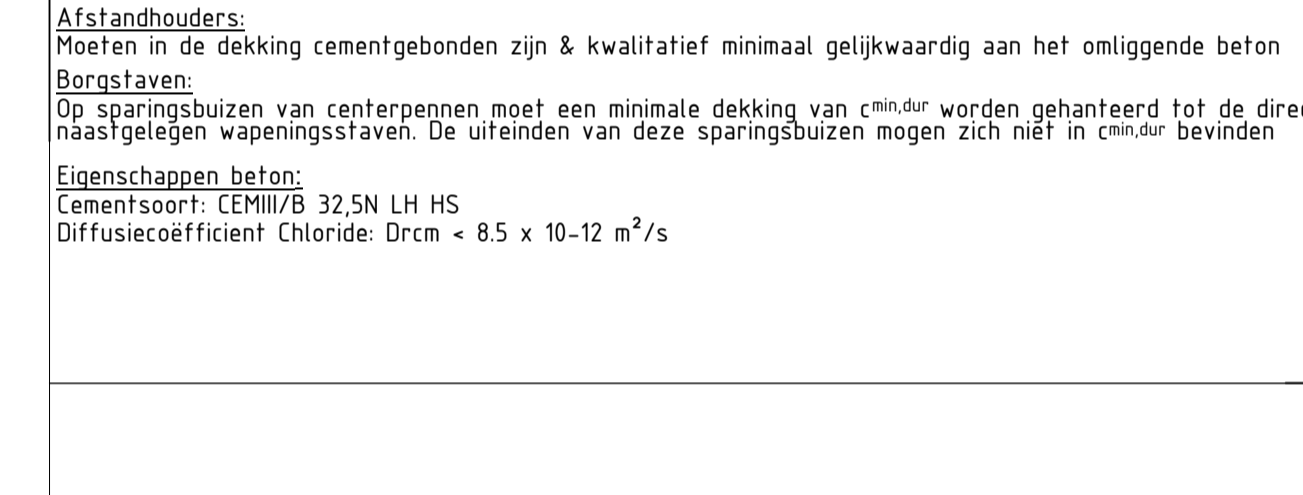 Afstandhouders:
Moeten in de dekking cementgebonden zijn & kwalitatief minimaal gelijkwaardig aan het omliggende beton
Borgstaven:
Op sparingsbuizen van centerpennen moet een minimale dekking van cmin,dur worden gehanteerd tot de
naastgelegen wapeningsstaven. De uiteinden van deze sparingsbuizen mogen zich niet in cmin,dur bevinden
Eigenschappen beton:
Cementsoort: CEMIII/B 32,5N LH HS
Diffusiecoëfficient Chloride: Drcm < 8.5 x 10-12 m²/s